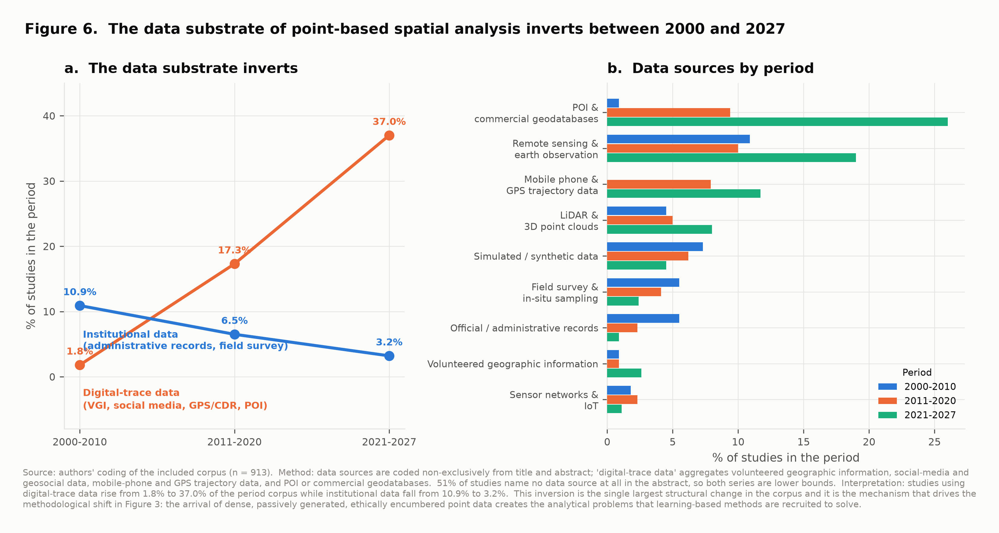 Figure 6.  The data substrate of point-based spatial analysis inverts between 2000 and 2027
a.  The data substrate inverts
% of studies in the period
40
30
20
10
0
37.0%
17.3%
10.9%
6.5%
3.2%
1.8%
Institutional data
(administrative records, field survey)
Digital-trace data
(VGI, social media, GPS/CDR, POI)
2000-2010
2011-2020
2021-2027
b.  Data sources by period
POI &
commercial geodatabases
Remote sensing &
earth observation
Mobile phone &
GPS trajectory data
LiDAR &
3D point clouds
Simulated / synthetic data
Field survey &
in-situ sampling
Official / administrative records
Volunteered geographic information
Sensor networks &
IoT
Period
2000-2010
2011-2020
2021-2027
0
5
10
15
20
25
% of studies in the period
Source: authors' coding of the included corpus (n = 913).  Method: data sources are coded non-exclusively from title and abstract; 'digital-trace data' aggregates volunteered geographic information, social-media and
geosocial data, mobile-phone and GPS trajectory data, and POI or commercial geodatabases.  51% of studies name no data source at all in the abstract, so both series are lower bounds.  Interpretation: studies using
digital-trace data rise from 1.8% to 37.0% of the period corpus while institutional data fall from 10.9% to 3.2%.  This inversion is the single largest structural change in the corpus and it is the mechanism that drives the
methodological shift in Figure 3: the arrival of dense, passively generated, ethically encumbered point data creates the analytical problems that learning-based methods are recruited to solve.